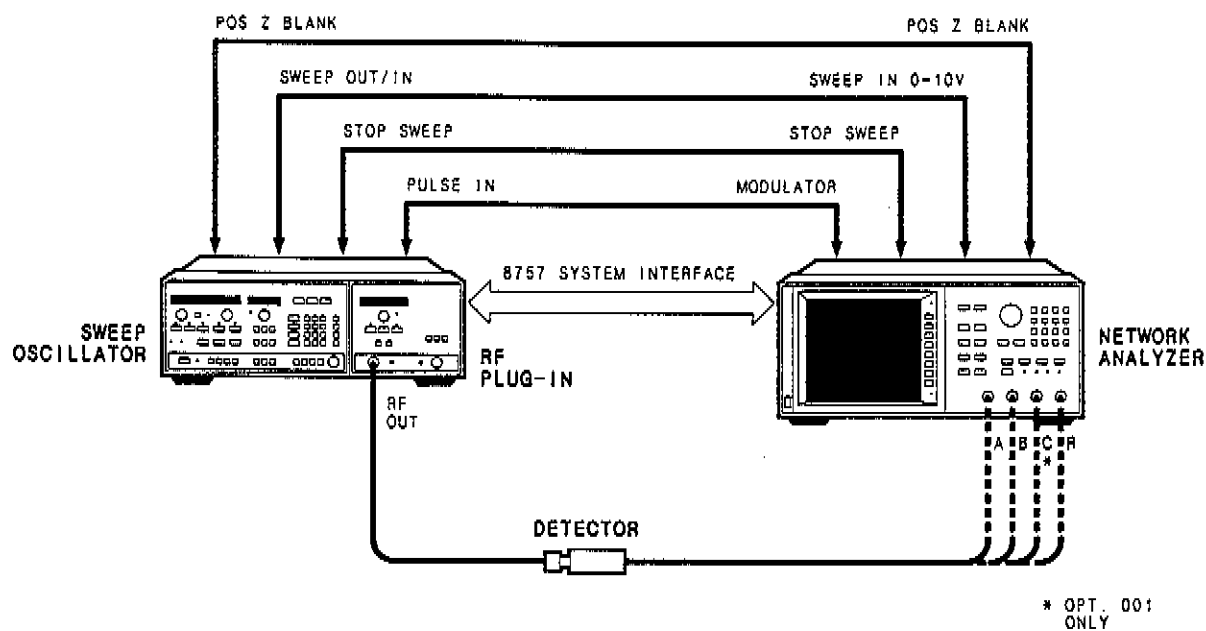 POS Z BLANK
POS Z BLANK
SWEEP OUT/IN
SWEEP IN 0-10V
STOP SWEEP
STOP SWEEP
PULSE IN
MODULATOR
8757 SYSTEM INTERFACE
SWEEP
OSCILLATOR
RF
PLUG-IN
NETWORK
ANALYZER
RF
OUT
A
B
C
*
R
DETECTOR
* OPT. 001
ONLY